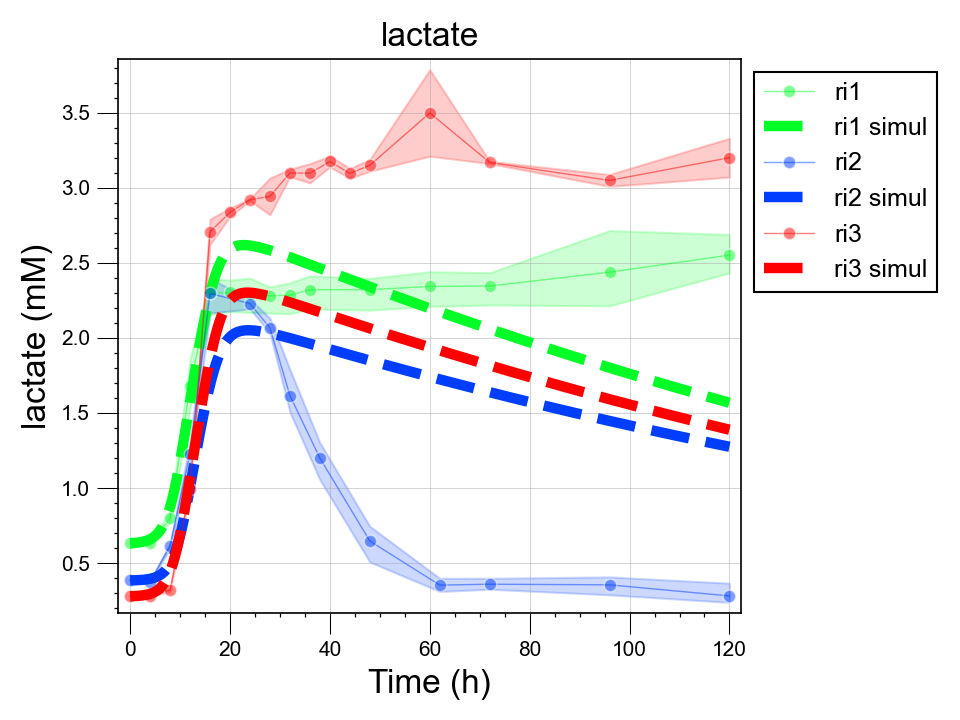 lactate
lactate (mM)
3.5
3.0
2.5
2.0
1.5
1.0
0.5
0
20
40
60
80
100
120
Time (h)
ri1
ri1 simul
ri2
ri2 simul
ri3
ri3 simul